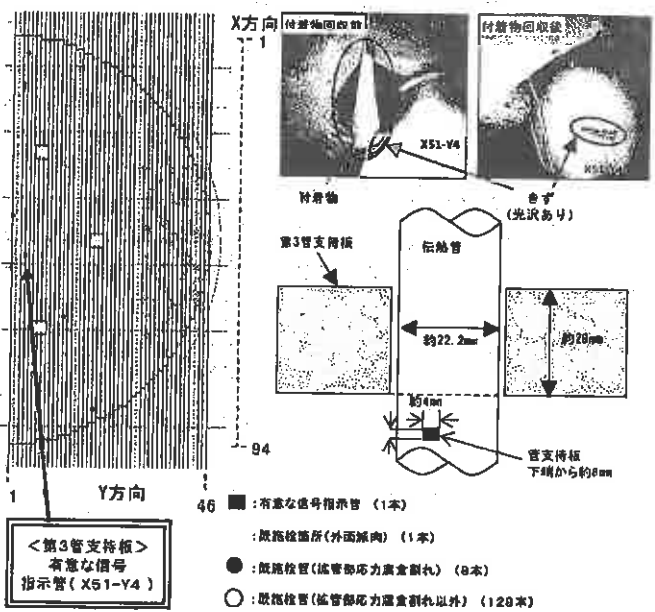 X方向
1
94
1
Y方向
46
<第3管支持板>
有意な信号
指示管(X51-Y4)
付着物回収前
X51-Y4
付着物
付着物回収後
X51-Y4
きず
(光沢あり)
第3管支持板
伝熱管
約22.2mm
約4mm
管支持板
下端から約8mm
■:有意な信号指示管 (1本)
:既施栓箇所(外面減肉) (1本)
●:既施栓管(拡管部応力腐食割れ) (8本)
○:既施栓管(拡管部応力腐食割れ以外) (128本)